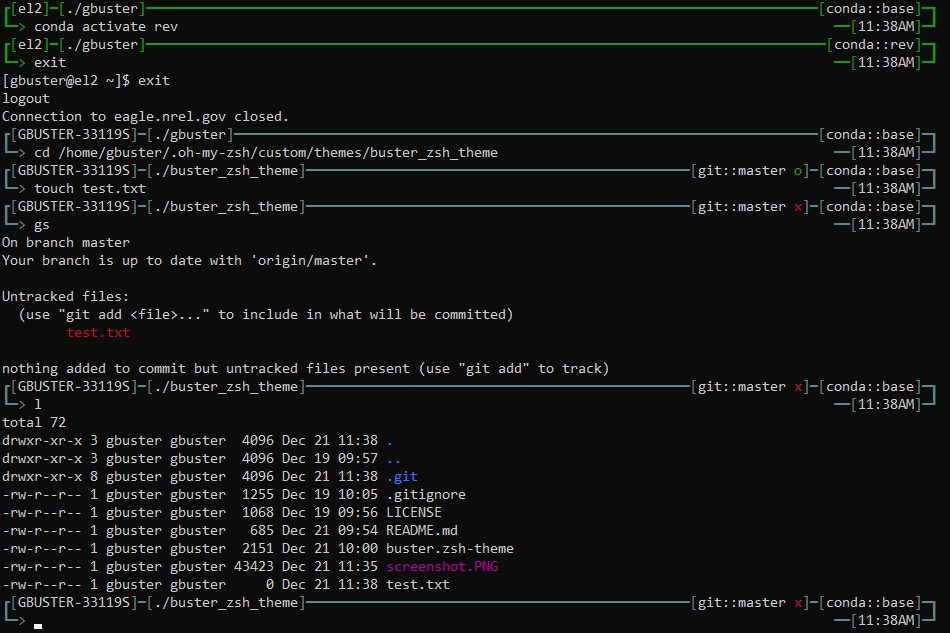 ┌[el2]─[./gbuster]───[conda::base]─┐
└─> conda activate rev ──[11:38AM]─┘
┌[el2]─[./gbuster]───[conda::rev]─┐
└─> exit ──[11:38AM]─┘
[gbuster@el2 ~]$ exit
logout
Connection to eagle.nrel.gov closed.
┌[GBUSTER-33119S]─[./gbuster]───[conda::base]─┐
└─> cd /home/gbuster/.oh-my-zsh/custom/themes/buster_zsh_theme ──[11:38AM]─┘
┌[GBUSTER-33119S]─[./buster_zsh_theme]───[git::master o]─[conda::base]─┐
└─> touch test.txt ──[11:38AM]─┘
┌[GBUSTER-33119S]─[./buster_zsh_theme]───[git::master x]─[conda::base]─┐
└─> gs ──[11:38AM]─┘
On branch master
Your branch is up to date with 'origin/master'.
Untracked files:
  (use "git add <file>..." to include in what will be committed)
        test.txt
nothing added to commit but untracked files present (use "git add" to track)
┌[GBUSTER-33119S]─[./buster_zsh_theme]───[git::master x]─[conda::base]─┐
└─> l ──[11:38AM]─┘
total 72
drwxr-xr-x 3 gbuster gbuster  4096 Dec 21 11:38 .
drwxr-xr-x 3 gbuster gbuster  4096 Dec 19 09:57 ..
drwxr-xr-x 8 gbuster gbuster  4096 Dec 21 11:38 .git
-rw-r--r-- 1 gbuster gbuster  1255 Dec 19 10:05 .gitignore
-rw-r--r-- 1 gbuster gbuster  1068 Dec 19 09:56 LICENSE
-rw-r--r-- 1 gbuster gbuster   685 Dec 21 09:54 README.md
-rw-r--r-- 1 gbuster gbuster  2151 Dec 21 10:00 buster.zsh-theme
-rw-r--r-- 1 gbuster gbuster 43423 Dec 21 11:35 screenshot.PNG
-rw-r--r-- 1 gbuster gbuster     0 Dec 21 11:38 test.txt
┌[GBUSTER-33119S]─[./buster_zsh_theme]───[git::master x]─[conda::base]─┐
└─> ──[11:38AM]─┘